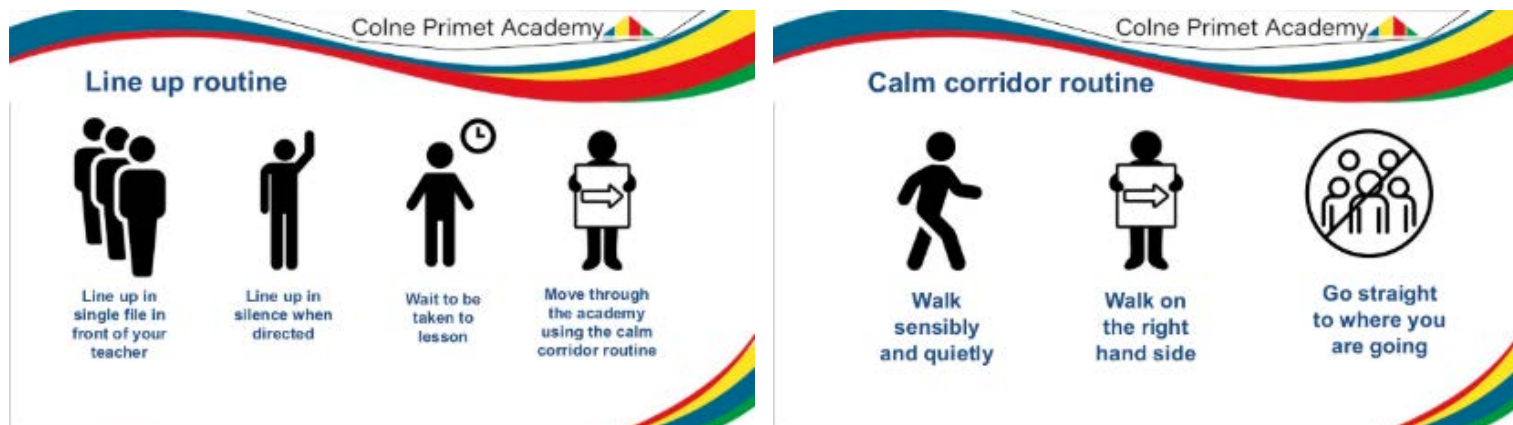 Colne Primet Academy
Line up routine
Line up in
single file in
front of your
teacher
Line up in
silence when
directed
Wait to be
taken to
lesson
Move through
the academy
using the calm
corridor routine
Colne Primet Academy
Calm corridor routine
Walk
sensibly
and quietly
Walk on
the right
hand side
Go straight
to where you
are going